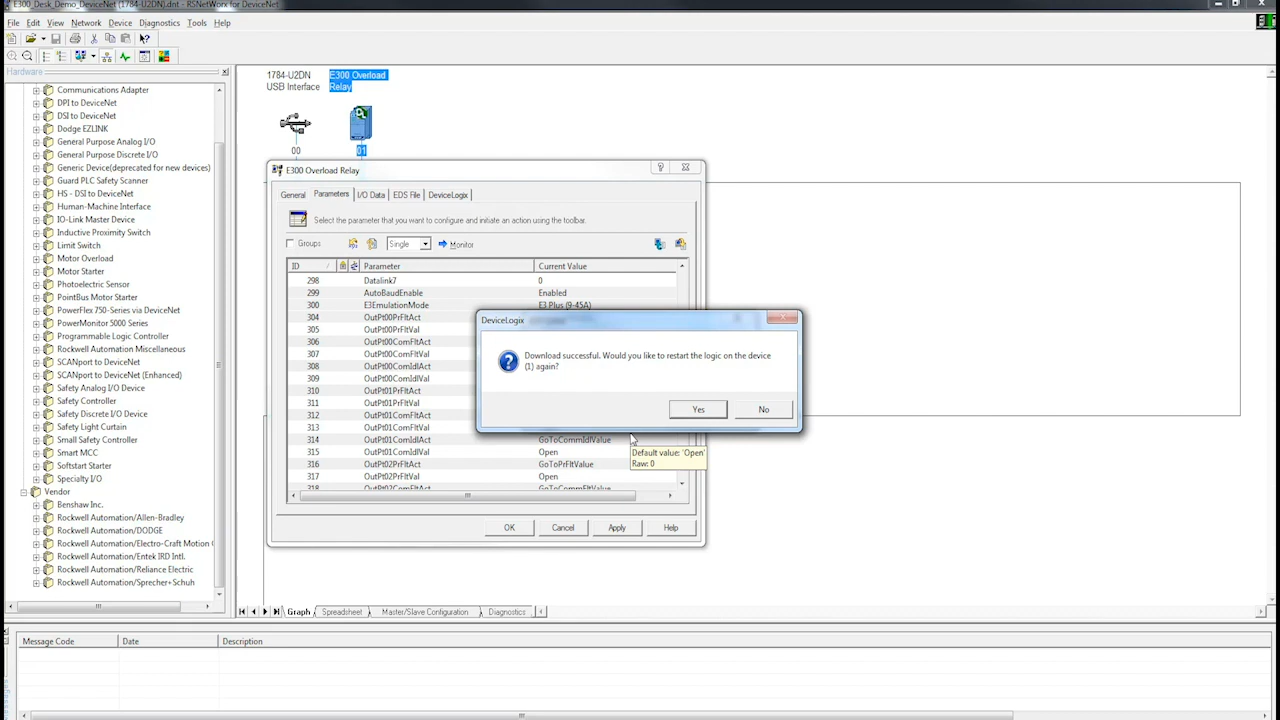 E300_Desk_Demo_DeviceNet (1784-U2DN).dnt - RSNetWorx for DeviceNet
File Edit View Network Device Diagnostics Tools Help
Hardware
Communications Adapter
DPI to DeviceNet
DSI to DeviceNet
Dodge EZLINK
General Purpose Analog I/O
General Purpose Discrete I/O
Generic Device(deprecated for new devices)
Guard PLC Safety Scanner
HS - DSI to DeviceNet
Human-Machine Interface
IO-Link Master Device
Inductive Proximity Switch
Limit Switch
Motor Overload
Motor Starter
Photoelectric Sensor
PointBus Motor Starter
PowerFlex 750-Series via DeviceNet
PowerMonitor 5000 Series
Programmable Logic Controller
Rockwell Automation Miscellaneous
SCANport to DeviceNet
SCANport to DeviceNet (Enhanced)
Safety Analog I/O Device
Safety Controller
Safety Discrete I/O Device
Safety Light Curtain
Small Safety Controller
Smart MCC
Softstart Starter
Specialty I/O
Vendor
Benshaw Inc.
Rockwell Automation/Allen-Bradley
Rockwell Automation/DODGE
Rockwell Automation/Electro-Craft Motion C
Rockwell Automation/Entek IRD Intl.
Rockwell Automation/Reliance Electric
Rockwell Automation/Sprecher+Schuh
1784-U2DN
USB Interface
E300 Overload
Relay
00
01
E300 Overload Relay
General Parameters I/O Data EDS File DeviceLogix
Select the parameter that you want to configure and initiate an action using the toolbar.
Groups Single Monitor
ID Parameter Current Value
298 Datalink7 0
299 AutoBaudEnable Enabled
300 E3EmulationMode E3 Plus (9-45A)
304 OutPt00PrFltAct
305 OutPt00PrFltVal
306 OutPt00ComFltAct
307 OutPt00ComFltVal
308 OutPt00ComIdlAct
309 OutPt00ComIdlVal
310 OutPt01PrFltAct
311 OutPt01PrFltVal
312 OutPt01ComFltAct
313 OutPt01ComFltVal
314 OutPt01ComIdlAct GoToCommIdlValue
315 OutPt01ComIdlVal Open
316 OutPt02PrFltAct GoToPrFltValue
317 OutPt02PrFltVal Open
318 OutPt02ComFltAct GoToCommFltValue
OK Cancel Apply Help
DeviceLogix
Download successful. Would you like to restart the logic on the device
(1) again?
Yes No
Default value: 'Open'
Raw: 0
Graph Spreadsheet Master/Slave Configuration Diagnostics
Message Code Date Description